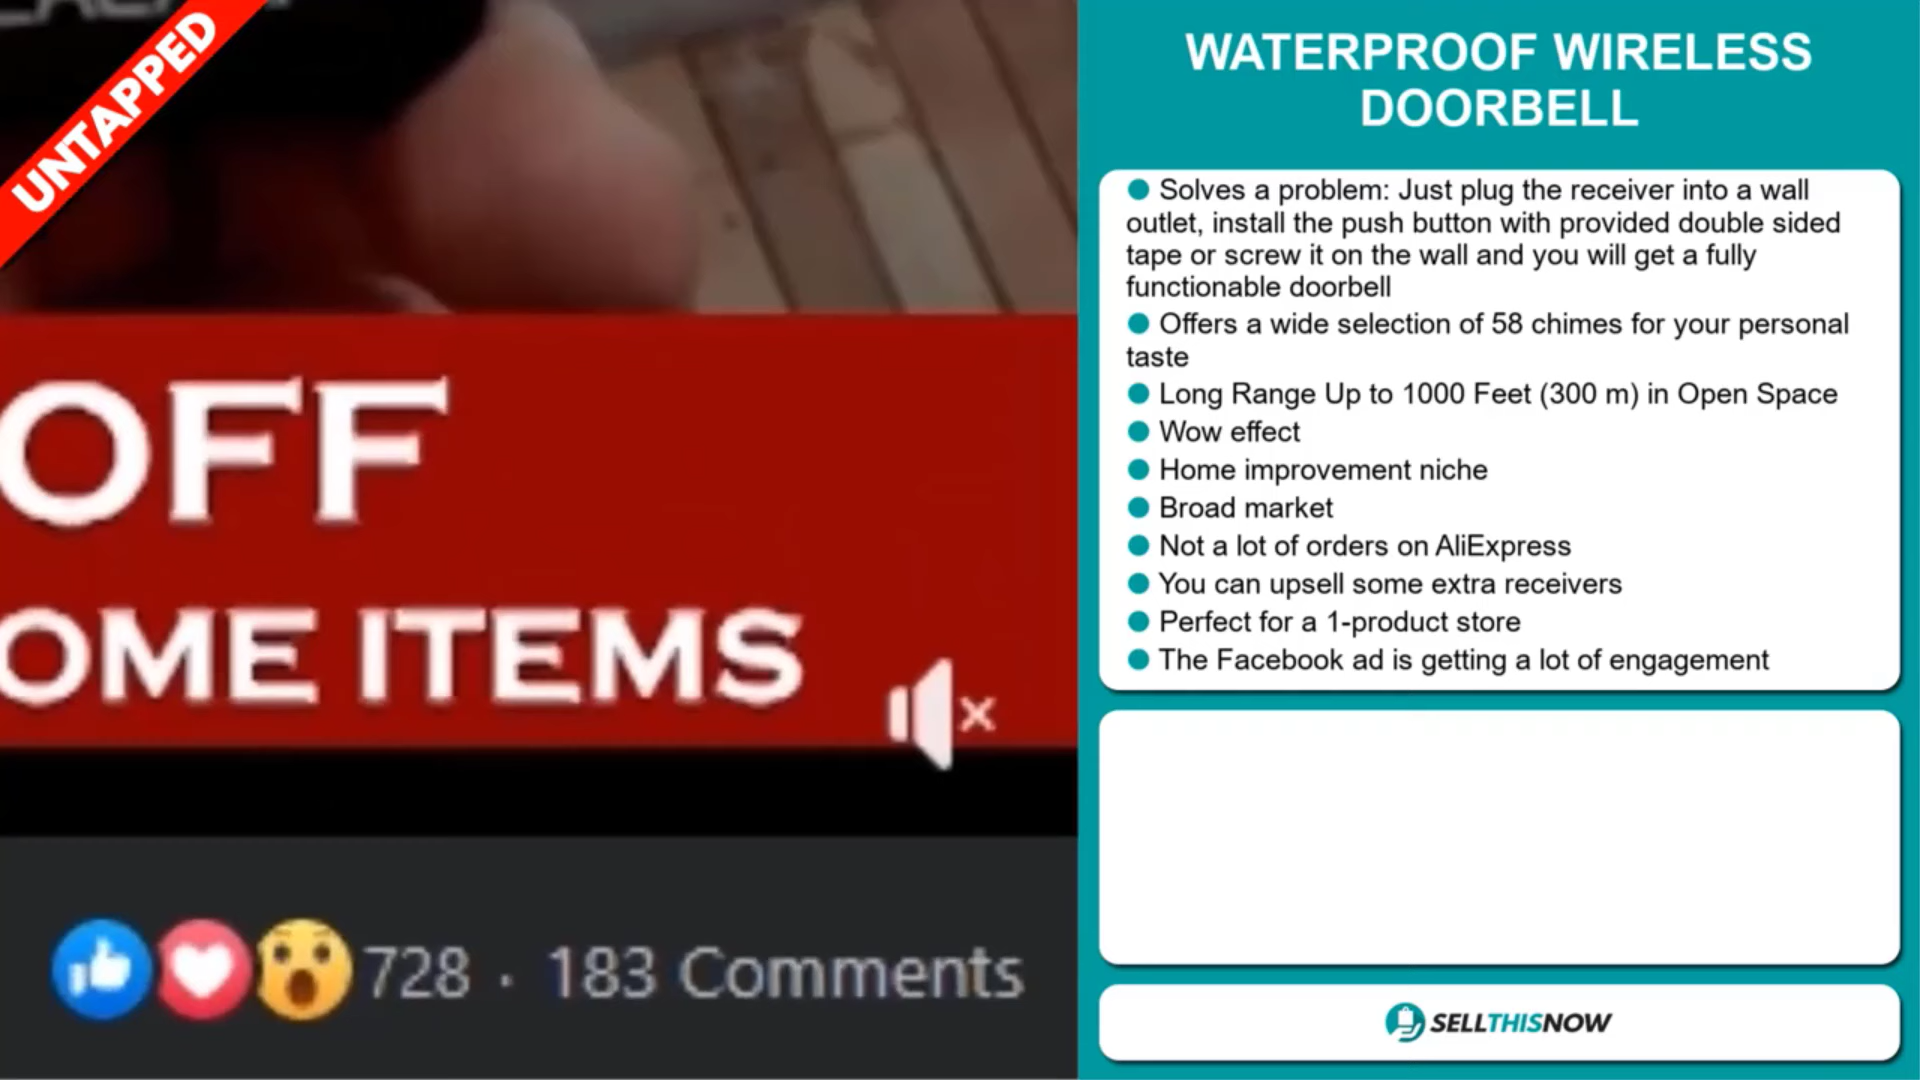 UNTAPPED
OFF
OME ITEMS
728 · 183 Comments
WATERPROOF WIRELESS
DOORBELL
● Solves a problem: Just plug the receiver into a wall
outlet, install the push button with provided double sided
tape or screw it on the wall and you will get a fully
functionable doorbell
● Offers a wide selection of 58 chimes for your personal
taste
● Long Range Up to 1000 Feet (300 m) in Open Space
● Wow effect
● Home improvement niche
● Broad market
● Not a lot of orders on AliExpress
● You can upsell some extra receivers
● Perfect for a 1-product store
● The Facebook ad is getting a lot of engagement
SELLTHISNOW